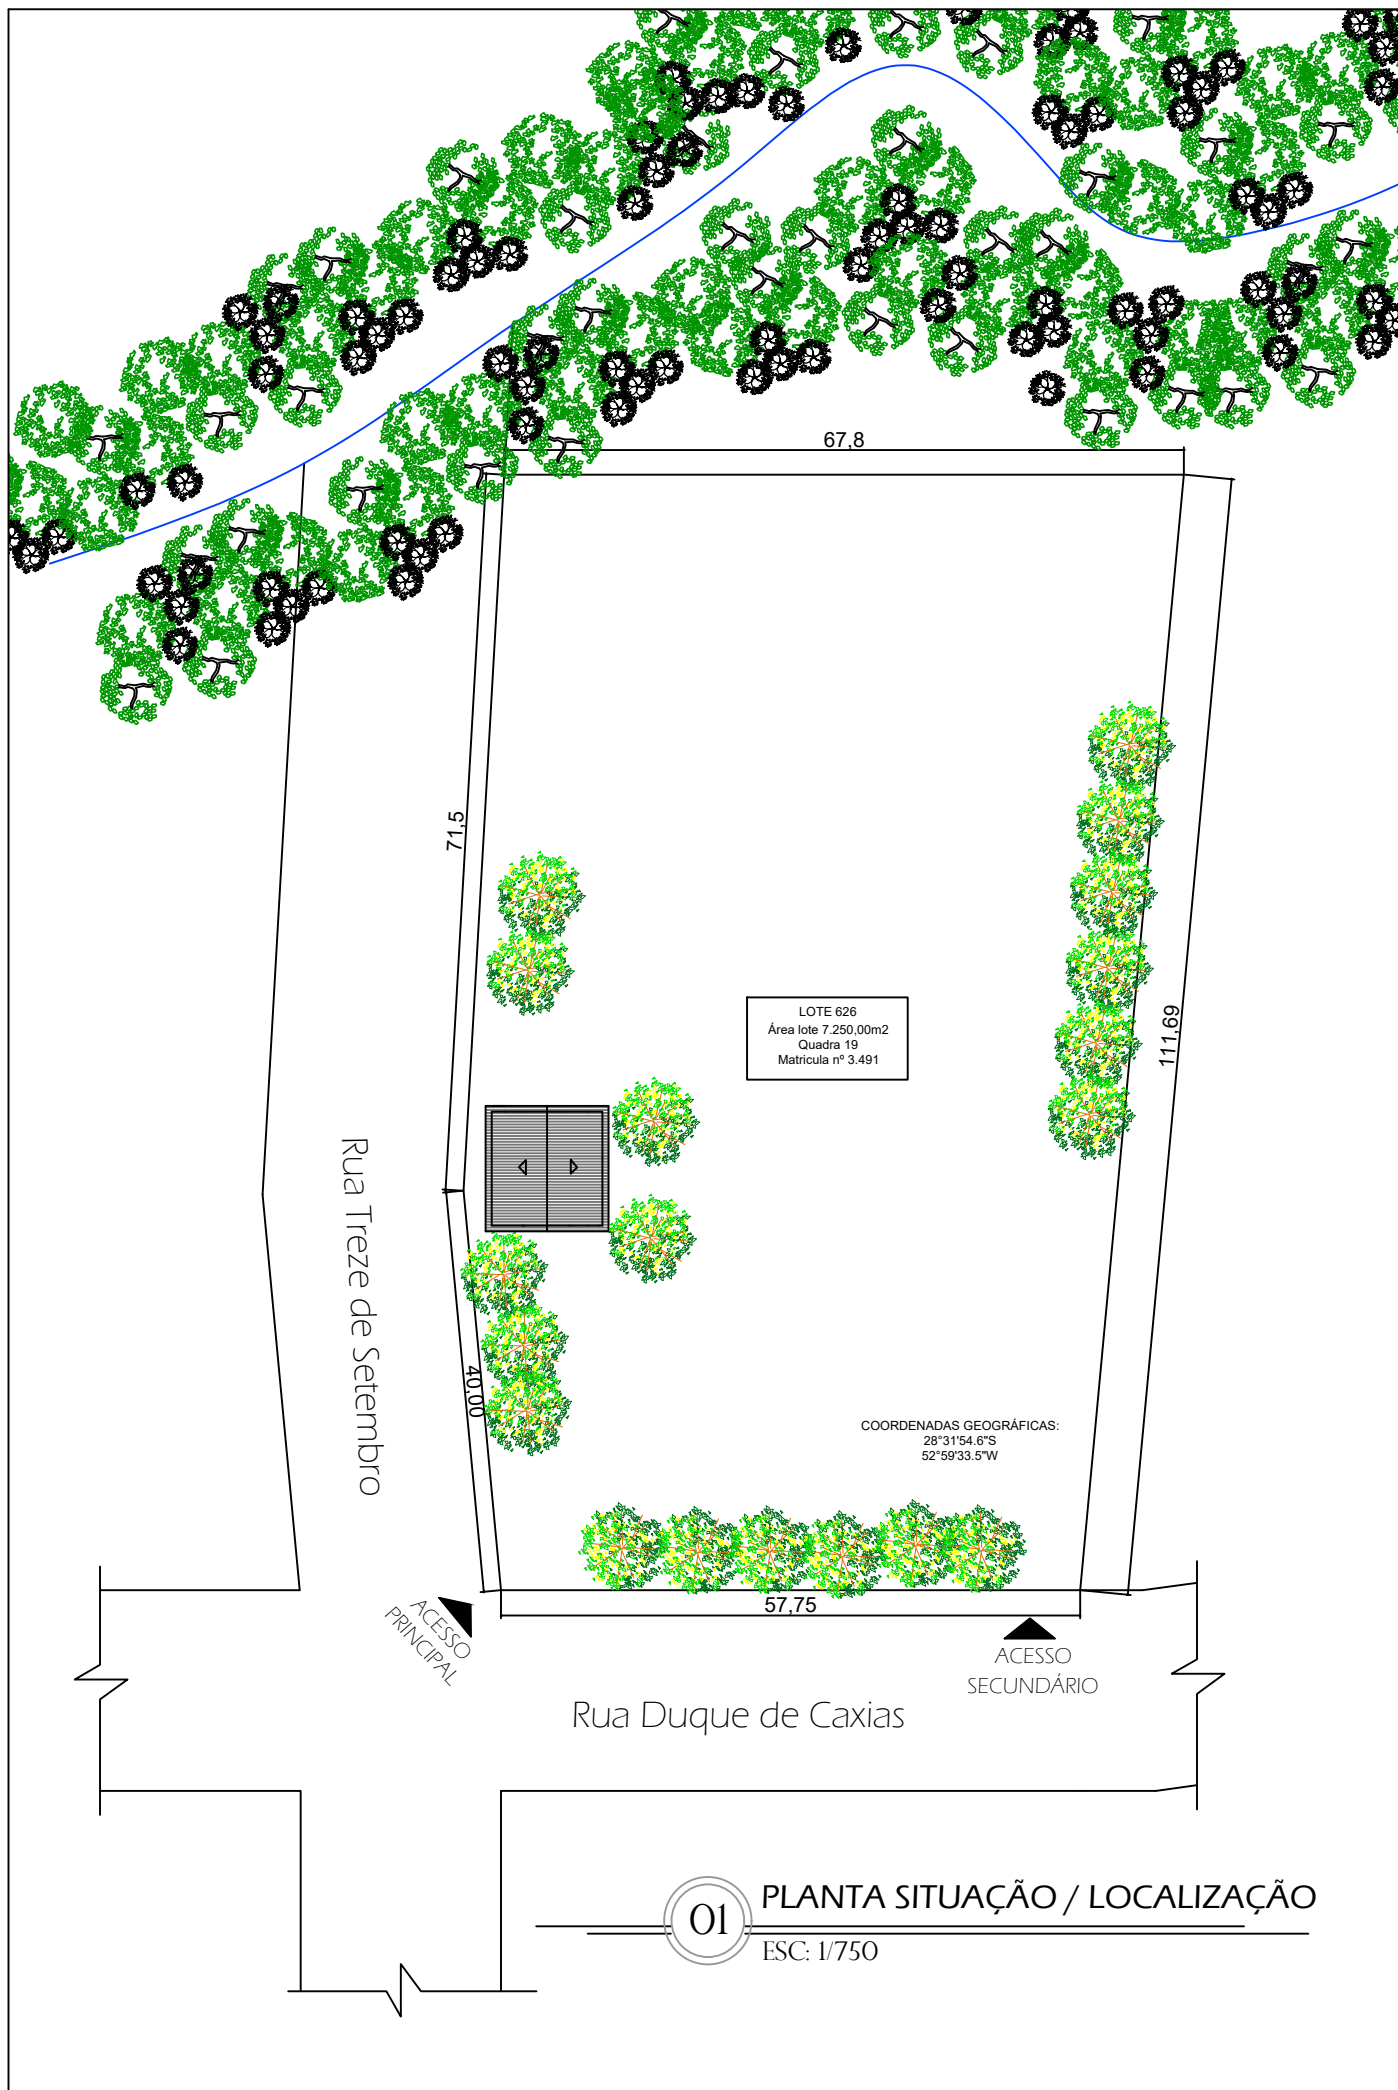 67,8
71,5
LOTE 626
Área lote 7.250,00m2
Quadra 19
Matricula nº 3.491
111,69
Rua Treze de Setembro
40,00
COORDENADAS GEOGRÁFICAS:
28°31'54.6"S
52°59'33.5"W
57,75
ACESSO
PRINCIPAL
ACESSO
SECUNDÁRIO
Rua Duque de Caxias
01
PLANTA SITUAÇÃO / LOCALIZAÇÃO
ESC: 1/750